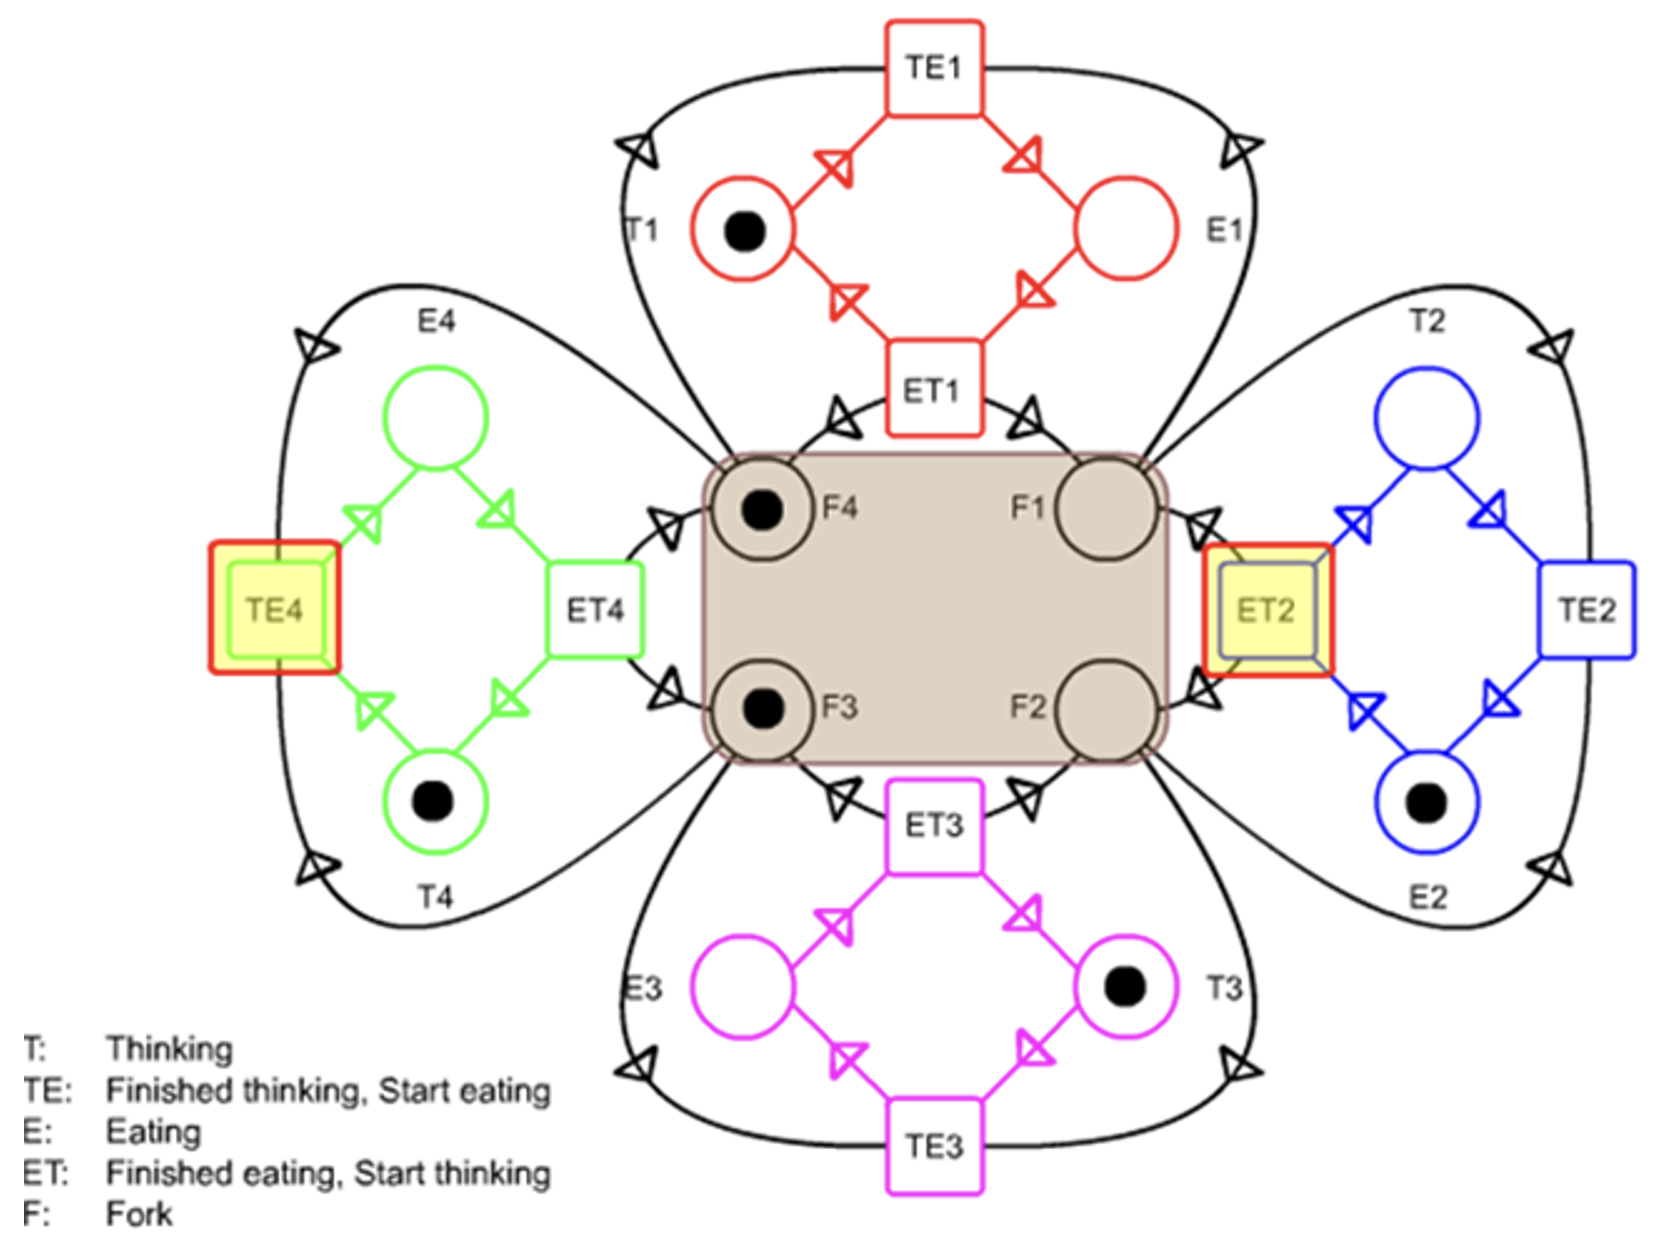 TE1
T1
E1
E4
T2
ET1
F4
F1
TE4
ET4
ET2
TE2
F3
F2
ET3
T4
E2
E3
T3
TE3
T: Thinking
TE: Finished thinking, Start eating
E: Eating
ET: Finished eating, Start thinking
F: Fork